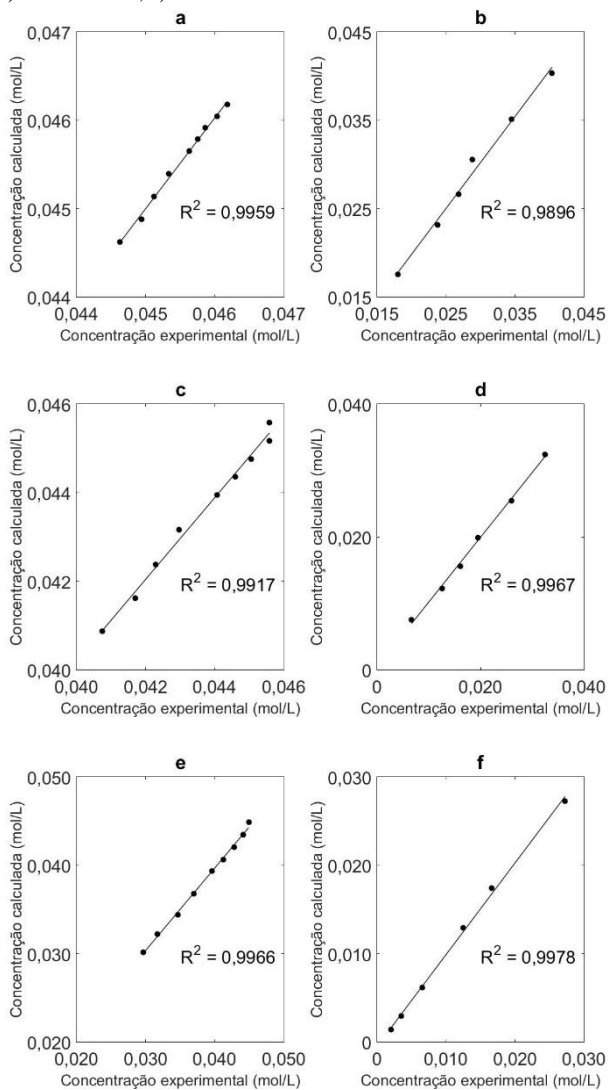 a
0,047
0,046
0,045
0,044
Concentração calculada (mol/L)
R² = 0,9959
0,044 0,045 0,046 0,047
Concentração experimental (mol/L)
b
0,045
0,035
0,025
0,015
Concentração calculada (mol/L)
R² = 0,9896
0,015 0,025 0,035 0,045
Concentração experimental (mol/L)
c
0,046
0,044
0,042
0,040
Concentração calculada (mol/L)
R² = 0,9917
0,040 0,042 0,044 0,046
Concentração experimental (mol/L)
d
0,040
0,020
0
Concentração calculada (mol/L)
R² = 0,9967
0 0,020 0,040
Concentração experimental (mol/L)
e
0,050
0,040
0,030
0,020
Concentração calculada (mol/L)
R² = 0,9966
0,020 0,030 0,040 0,050
Concentração experimental (mol/L)
f
0,030
0,020
0,010
0
Concentração calculada (mol/L)
R² = 0,9978
0 0,010 0,020 0,030
Concentração experimental (mol/L)